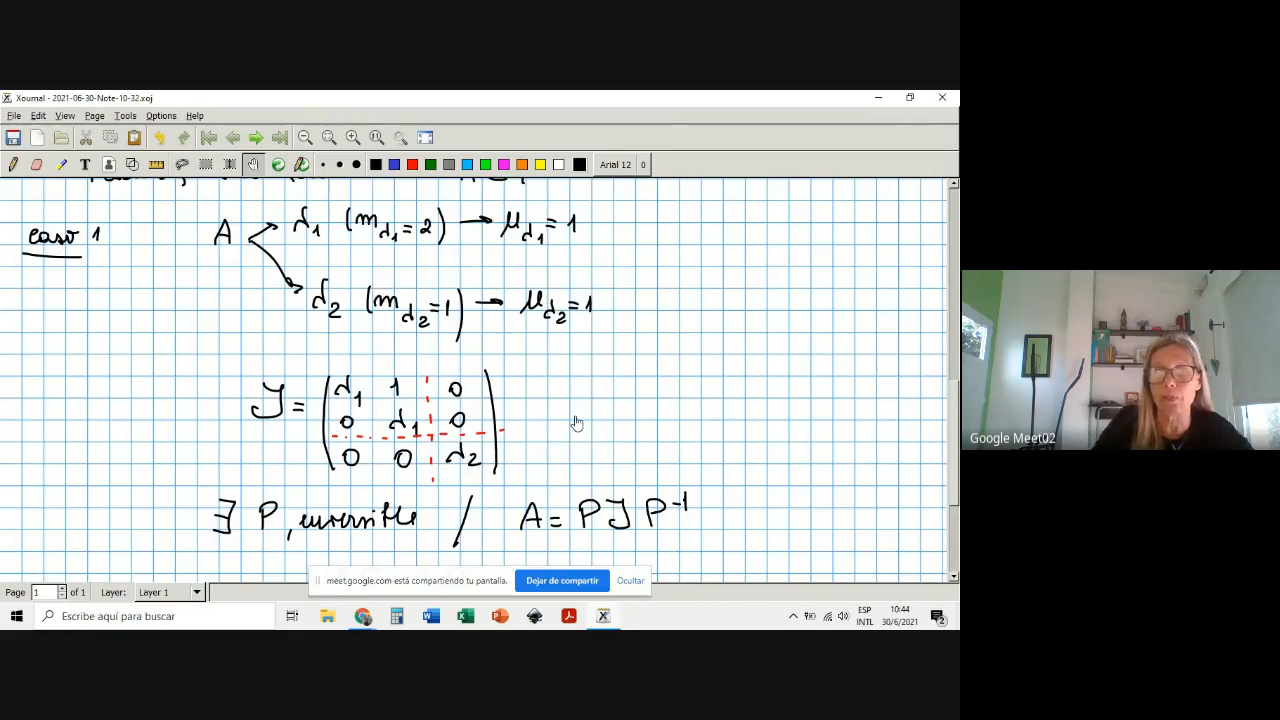 Xournal - 2021-06-30-Note-10-32.xoj
File Edit View Page Tools Options Help
Arial 12 0
caso 1 A λ1 (mλ1=2) → μλ1=1
λ2 (mλ2=1) → μλ2=1
J = ( λ1 1 0
0 λ1 0
0 0 λ2 )
∃ P, inversible / A = P J P⁻¹
meet.google.com está compartiendo tu pantalla. Dejar de compartir Ocultar
Page 1 of 1 Layer: Layer 1
Escribe aquí para buscar
ESP 10:44
INTL 30/6/2021
2
Google Meet02